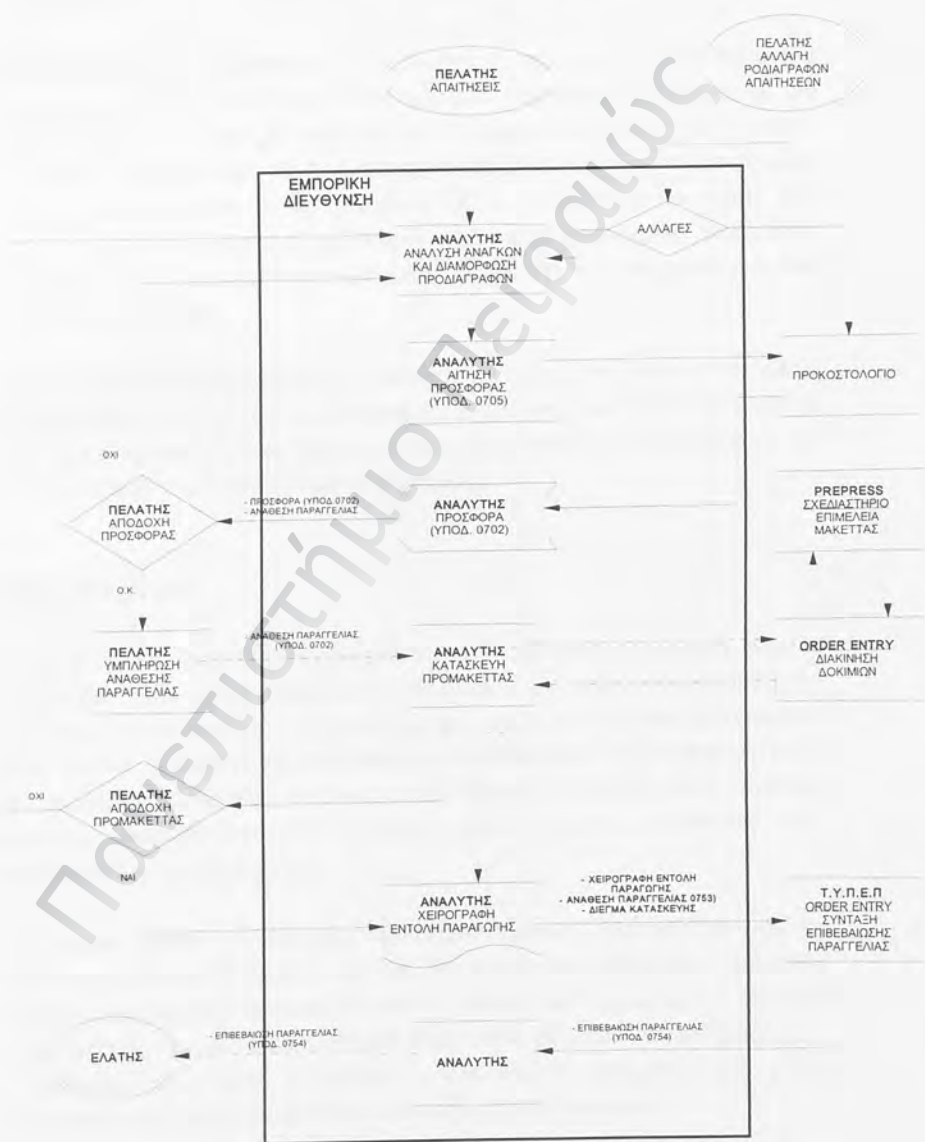 ΠΕΛΑΤΗΣ
ΑΠΑΙΤΗΣΕΙΣ
ΠΕΛΑΤΗΣ
ΑΛΛΑΓΗ
ΡΟΔΙΑΓΡΑΦΩΝ
ΑΠΑΙΤΗΣΕΩΝ
ΕΜΠΟΡΙΚΗ
ΔΙΕΥΘΥΝΣΗ
ΑΝΑΛΥΤΗΣ
ΑΝΑΛΥΣΗ ΑΝΑΓΚΩΝ
ΚΑΙ ΔΙΑΜΟΡΦΩΣΗ
ΠΡΟΔΙΑΓΡΑΦΩΝ
ΑΛΛΑΓΕΣ
ΑΝΑΛΥΤΗΣ
ΑΙΤΗΣΗ
ΠΡΟΣΦΟΡΑΣ
(ΥΠΟΔ. 0705)
ΠΡΟΚΟΣΤΟΛΟΓΙΟ
ΟΧΙ
ΠΕΛΑΤΗΣ
ΑΠΟΔΟΧΗ
ΠΡΟΣΦΟΡΑΣ
- ΠΡΟΣΦΟΡΑ (ΥΠΟΔ 0702)
- ΑΝΑΘΕΣΗ ΠΑΡΑΓΓΕΛΙΑΣ
ΑΝΑΛΥΤΗΣ
ΠΡΟΣΦΟΡΑ
(ΥΠΟΔ. 0702)
PREPRESS
ΣΧΕΔΙΑΣΤΗΡΙΟ
ΕΠΙΜΕΛΕΙΑ
ΜΑΚΕΤΤΑΣ
Ο.Κ.
ΠΕΛΑΤΗΣ
ΥΜΠΛΗΡΩΣΗ
ΑΝΑΘΕΣΗΣ
ΠΑΡΑΓΓΕΛΙΑΣ
- ΑΝΑΘΕΣΗ ΠΑΡΑΓΓΕΛΙΑΣ
(ΥΠΟΔ. 0702)
ΑΝΑΛΥΤΗΣ
ΚΑΤΑΣΚΕΥΗ
ΠΡΟΜΑΚΕΤΤΑΣ
ORDER ENTRY
ΔΙΑΚΙΝΗΣΗ
ΔΟΚΙΜΙΩΝ
ΟΧΙ
ΠΕΛΑΤΗΣ
ΑΠΟΔΟΧΗ
ΠΡΟΜΑΚΕΤΤΑΣ
ΝΑΙ
ΑΝΑΛΥΤΗΣ
ΧΕΙΡΟΓΡΑΦΗ
ΕΝΤΟΛΗ ΠΑΡΑΓΩΓΗΣ
- ΧΕΙΡΟΓΡΑΦΗ ΕΝΤΟΛΗ
ΠΑΡΑΓΩΓΗΣ
- ΑΝΑΘΕΣΗ ΠΑΡΑΓΓΕΛΙΑΣ 0753)
- ΔΙΕΓΜΑ ΚΑΤΑΣΚΕΥΗΣ
Τ.Υ.Π.Ε.Π
ORDER ENTRY
ΣΥΝΤΑΞΗ
ΕΠΙΒΕΒΑΙΩΣΗΣ
ΠΑΡΑΓΓΕΛΙΑΣ
ΕΛΑΤΗΣ
- ΕΠΙΒΕΒΑΙΩΣΗ ΠΑΡΑΓΓΕΛΙΑΣ
(ΥΠΟΔ. 0754)
ΑΝΑΛΥΤΗΣ
- ΕΠΙΒΕΒΑΙΩΣΗ ΠΑΡΑΓΓΕΛΙΑΣ
(ΥΠΟΔ. 0754)
Πανεπιστήμιο Πειραιώς